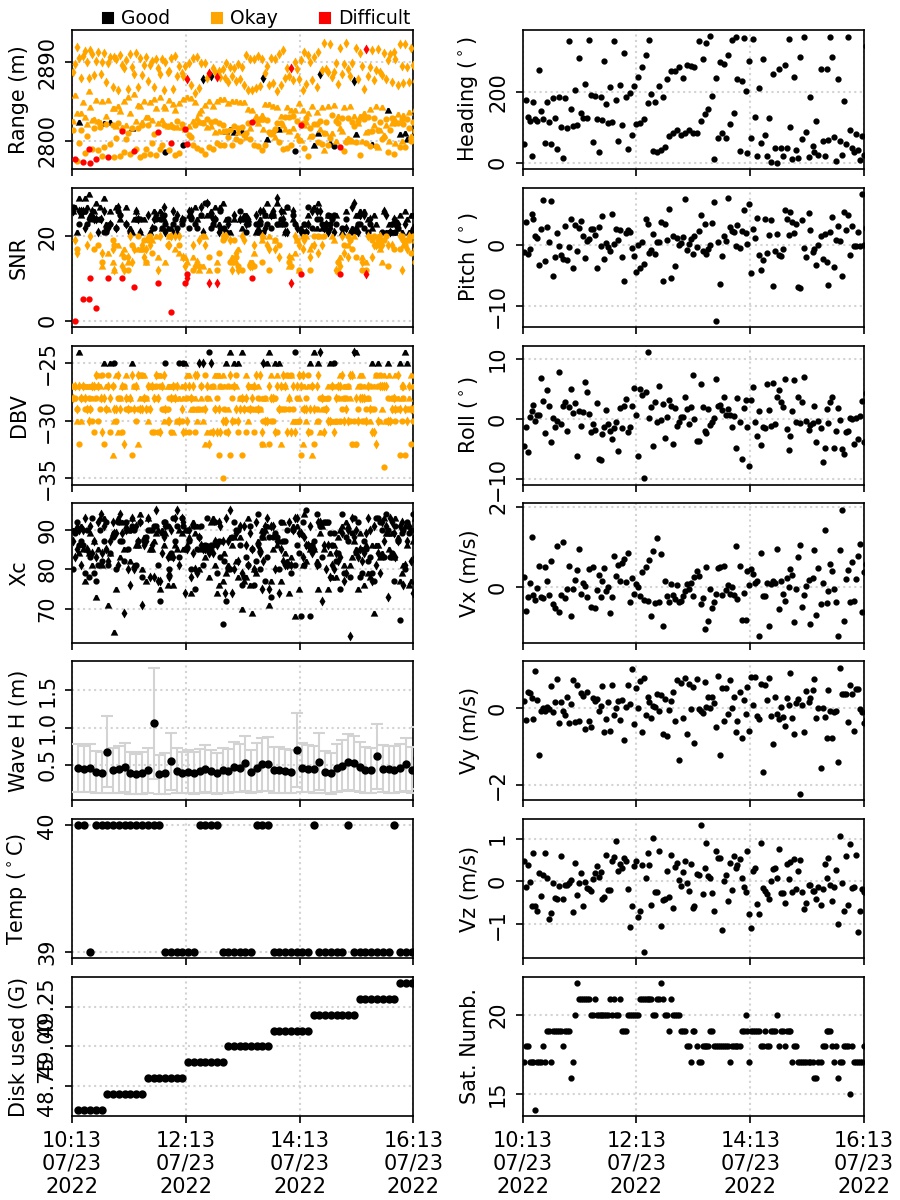 Good Okay Difficult
Range (m)
2890
2800
Heading (°)
200
0
SNR
20
0
Pitch (°)
0
−10
DBV
−25
−30
−35
Roll (°)
10
0
−10
Xc
90
80
70
Vx (m/s)
2
0
Wave H (m)
1.5
1.0
0.5
Vy (m/s)
0
−2
Temp (°C)
40
39
Vz (m/s)
1
0
−1
Disk used (G)
49.25
49.0
48.75
Sat. Numb.
20
15
10:13 12:13 14:13 16:13
07/23 07/23 07/23 07/23
2022 2022 2022 2022
10:13 12:13 14:13 16:13
07/23 07/23 07/23 07/23
2022 2022 2022 2022